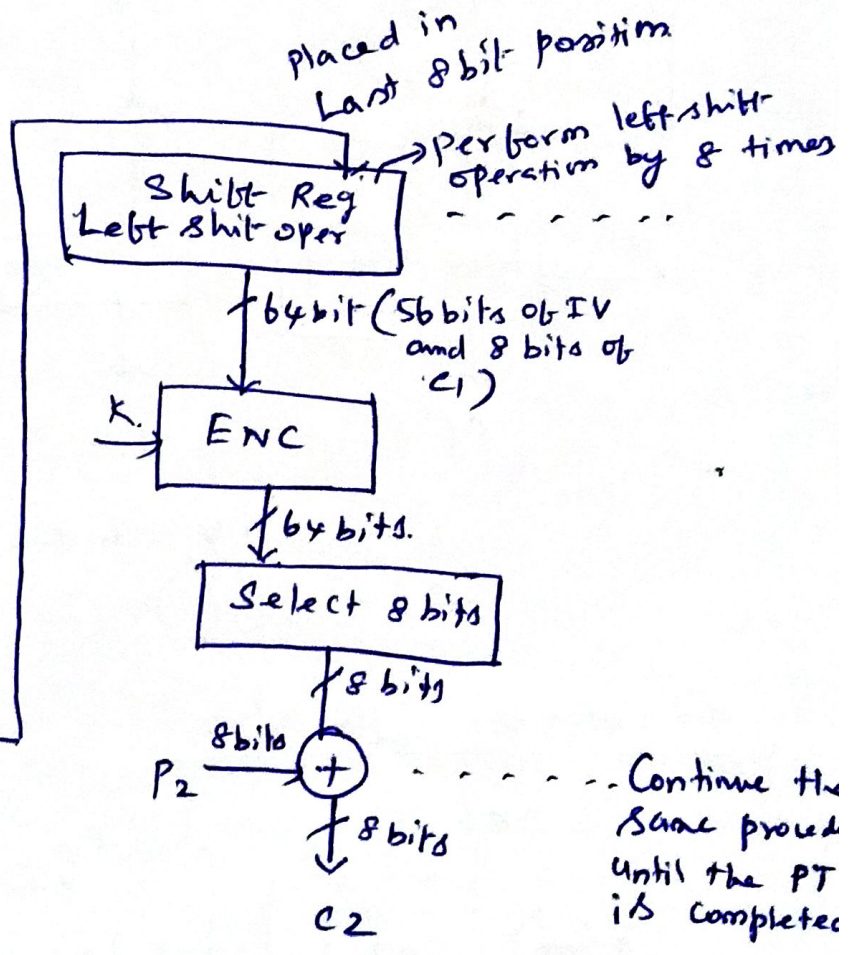 placed in
Last 8 bit position
Perform left shift
operation by 8 times
Shift Reg
Left shit oper
64 bit (56 bits of IV
and 8 bits of
C1)
K.
ENC
64 bits.
Select 8 bits
8 bits
8 bits
P2
+
Continue the
same proced
until the PT
is complete
8 bits
C2